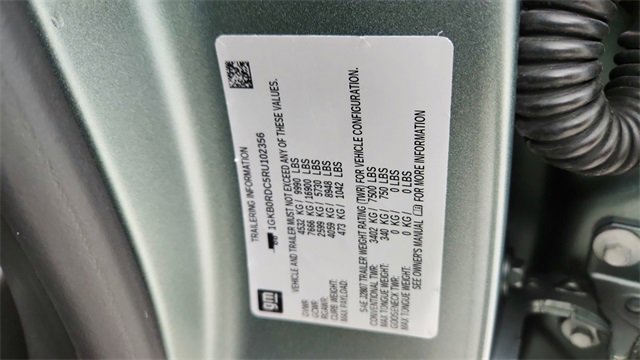 TRAILERING INFORMATION
1GKB0RDC5RU102356
VEHICLE AND TRAILER MUST NOT EXCEED ANY OF THESE VALUES.
GVWR: 4532 KG / 9990 LBS
GCWR: 7666 KG / 16900 LBS
RGAWR: 2599 KG / 5730 LBS
CURB WEIGHT: 4059 KG / 8948 LBS
MAX PAYLOAD: 473 KG / 1042 LBS
gm
SAE J2807 TRAILER WEIGHT RATING (TWR) FOR VEHICLE CONFIGURATION.
CONVENTIONAL TWR: 3402 KG / 7500 LBS
MAX TONGUE WEIGHT: 340 KG / 750 LBS
GOOSENECK TWR: 0 KG / 0 LBS
MAX TONGUE WEIGHT: 0 KG / 0 LBS
SEE OWNER'S MANUAL FOR MORE INFORMATION